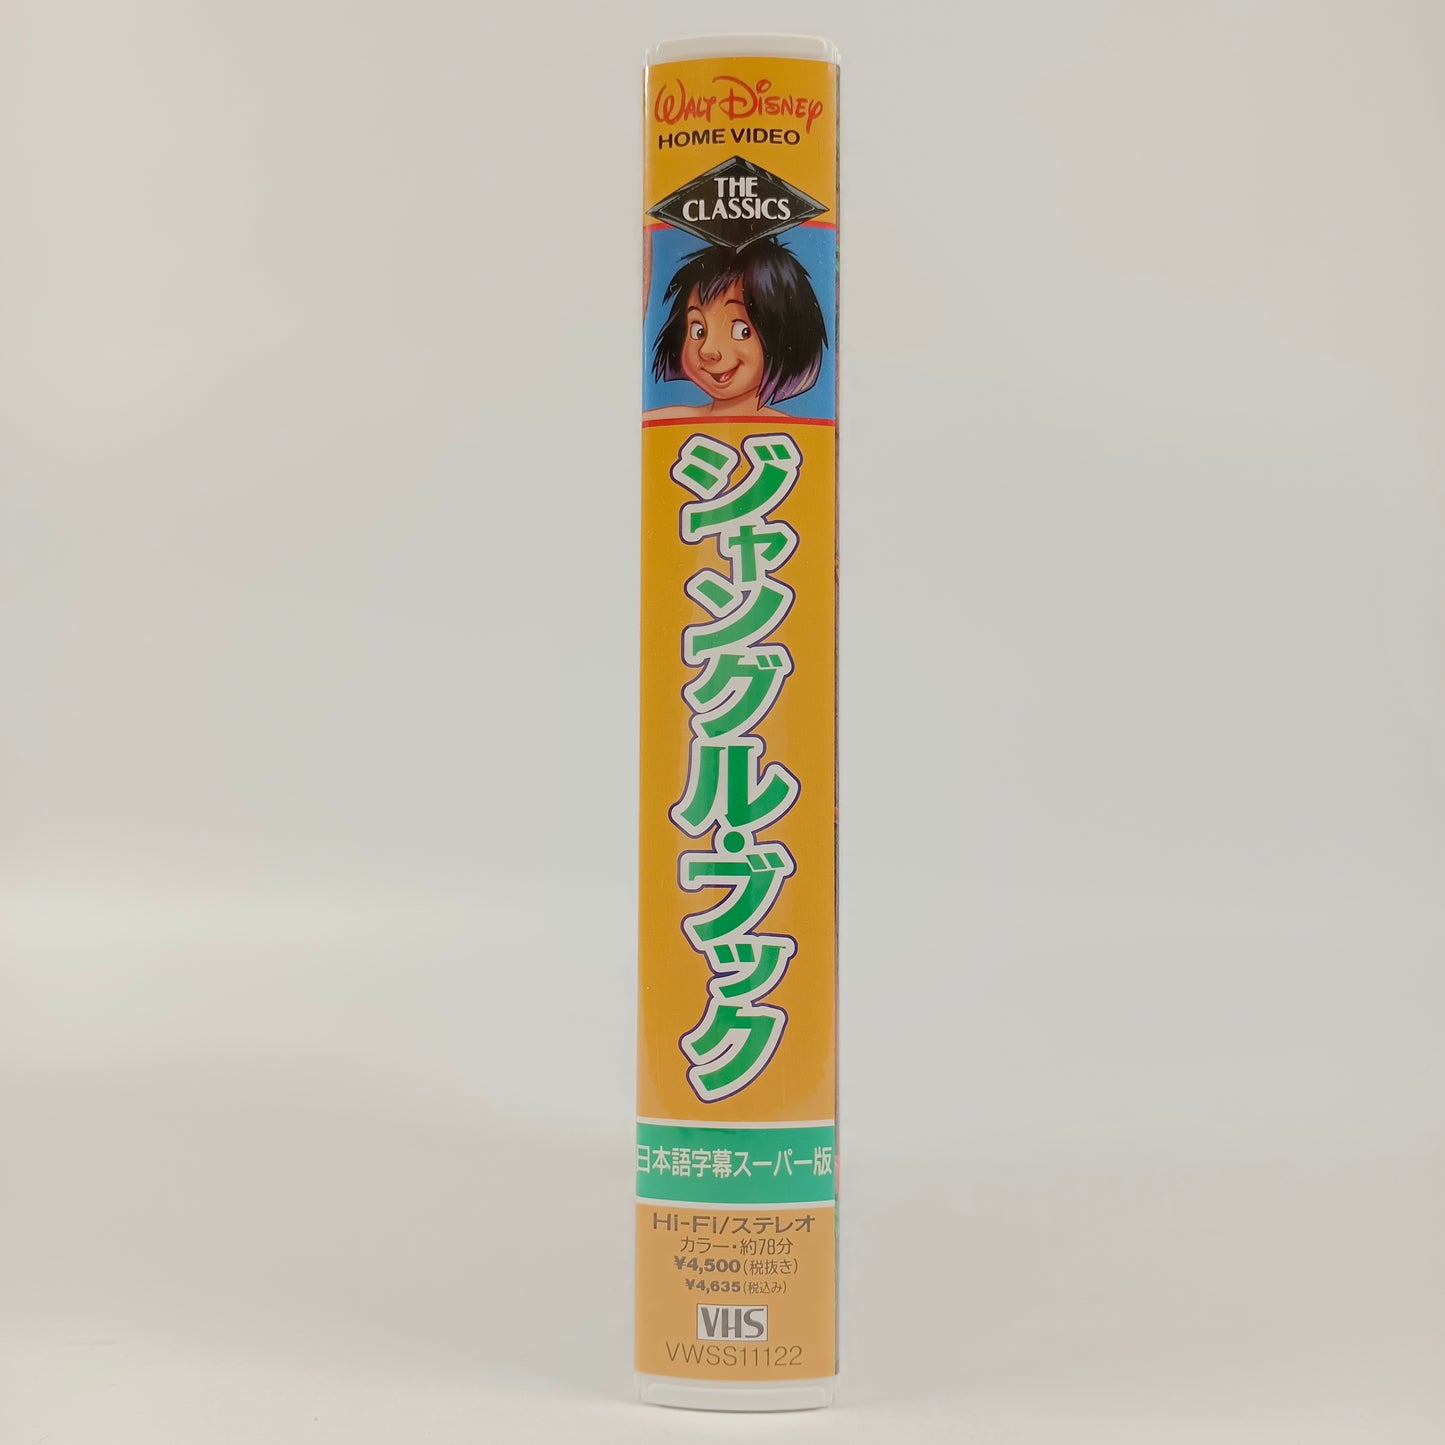 WALT DISNEY
HOME VIDEO
THE
CLASSICS
ジャングル・ブック
日本語字幕スーパー版
Hi-Fi/ステレオ
カラー・約78分
¥4,500(税抜き)
¥4,635(税込み)
VHS
VWSS11122